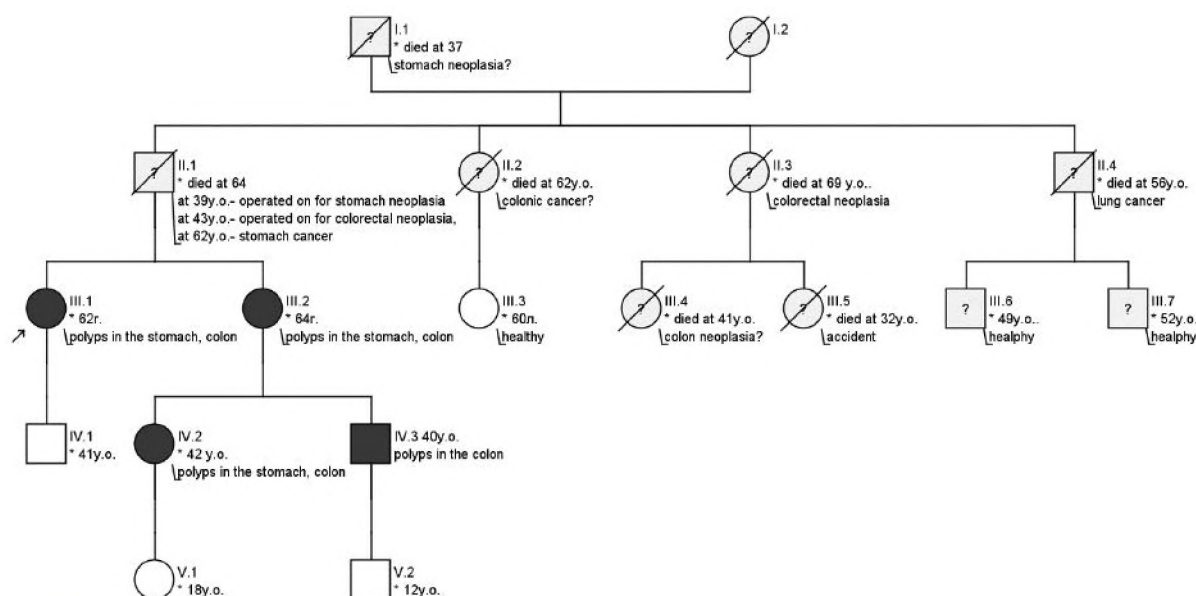 ?
I.1
* died at 37
stomach neoplasia?
?
I.2
?
II.1
* died at 64
at 39y.o.- operated on for stomach neoplasia
at 43y.o.- operated on for colorectal neoplasia,
at 62y.o.- stomach cancer
?
II.2
* died at 62y.o.
colonic cancer?
?
II.3
* died at 69 y.o..
colorectal neoplasia
?
II.4
* died at 56y.o.
lung cancer
III.1
* 62r.
polyps in the stomach, colon
III.2
* 64r.
polyps in the stomach, colon
III.3
* 60л.
healthy
?
III.4
* died at 41y.o.
colon neoplasia?
?
III.5
* died at 32y.o.
accident
?
III.6
* 49y.o..
healphy
?
III.7
* 52y.o.
healphy
IV.1
* 41y.o.
IV.2
* 42 y.o.
polyps in the stomach, colon
IV.3 40y.o.
polyps in the colon
V.1
* 18y.o.
V.2
* 12y.o.